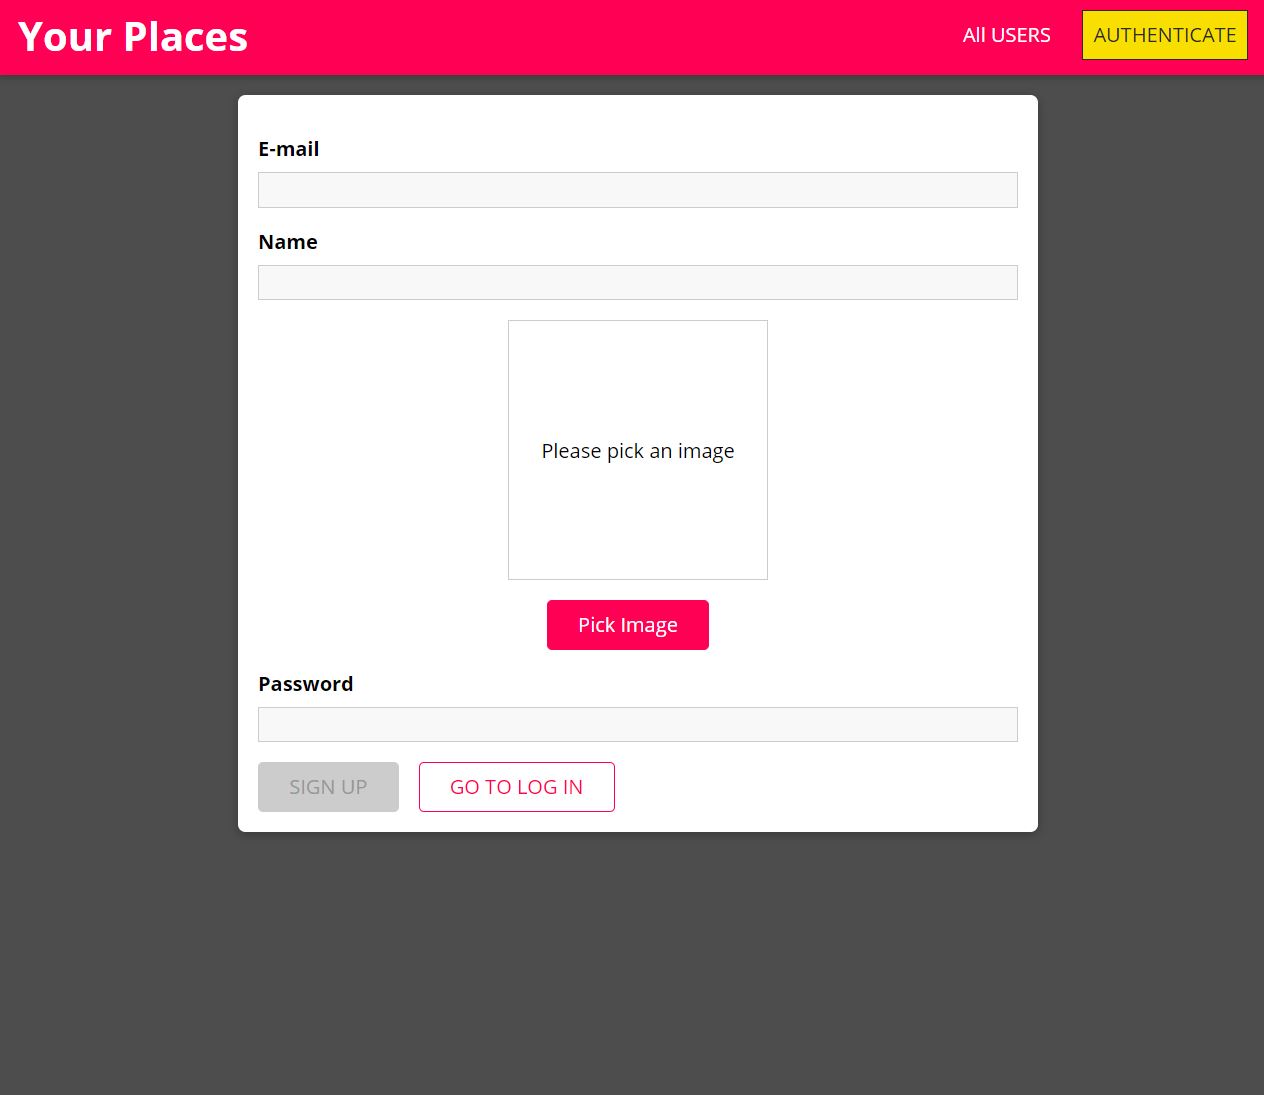 Your Places
All USERS
AUTHENTICATE
E-mail
Name
Please pick an image
Pick Image
Password
SIGN UP
GO TO LOG IN